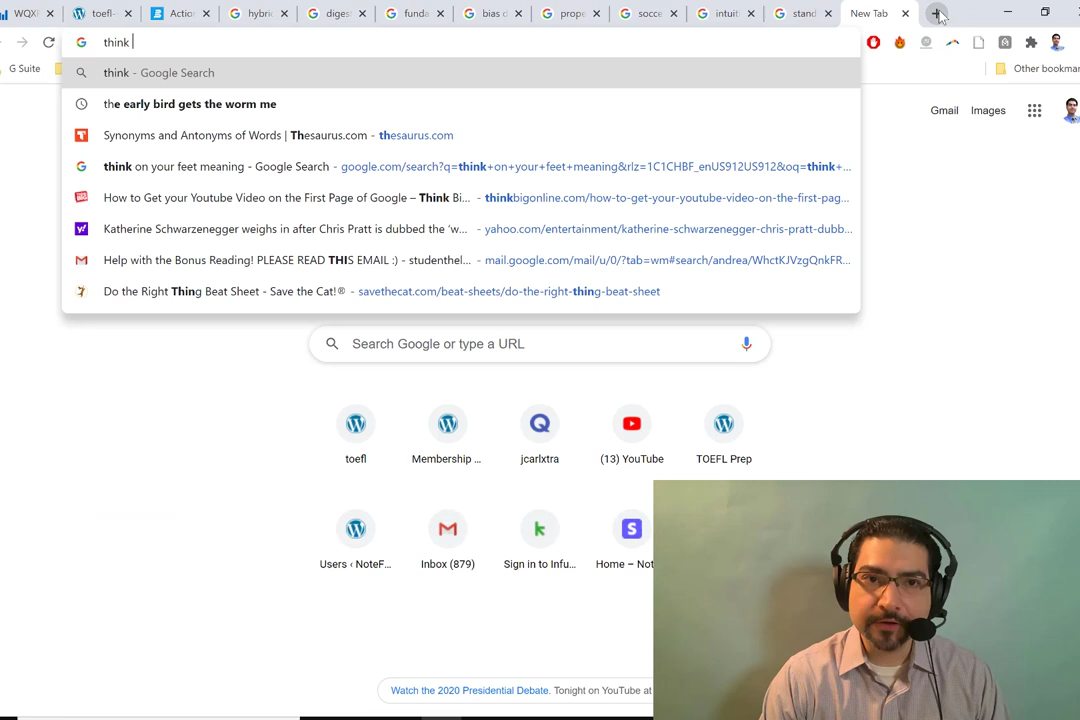 WQXR toefl- Action hybric digest funda bias d prope socce intuiti stand New Tab
think
G Suite Other bookmar
think - Google Search
the early bird gets the worm me
Synonyms and Antonyms of Words | Thesaurus.com - thesaurus.com
think on your feet meaning - Google Search - google.com/search?q=think+on+your+feet+meaning&rlz=1C1CHBF_enUS912US912&oq=think+...
How to Get your Youtube Video on the First Page of Google – Think Bi... - thinkbigonline.com/how-to-get-your-youtube-video-on-the-first-pag...
Katherine Schwarzenegger weighs in after Chris Pratt is dubbed the 'w... - yahoo.com/entertainment/katherine-schwarzenegger-chris-pratt-dubb...
Help with the Bonus Reading! PLEASE READ THIS EMAIL :) - studenthel... - mail.google.com/mail/u/0/?tab=wm#search/andrea/WhctKJVzgQnkFR...
Do the Right Thing Beat Sheet - Save the Cat!® - savethecat.com/beat-sheets/do-the-right-thing-beat-sheet
Gmail Images
Search Google or type a URL
toefl Membership ... jcarlxtra (13) YouTube TOEFL Prep
Users ‹ NoteF... Inbox (879) Sign in to Infu... Home – Not
Watch the 2020 Presidential Debate. Tonight on YouTube at